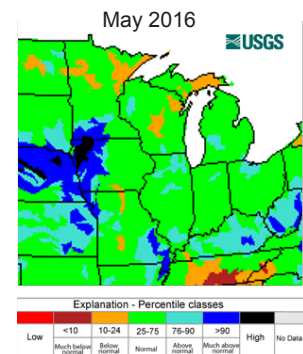 May 2016
USGS
Explanation - Percentile classes
Low
<10
10-24
25-75
76-90
>90
High
No Data
Much below normal
Below normal
Normal
Above normal
Much above normal